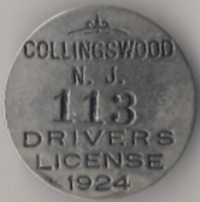 COLLINGSWOOD
N. J.
113
DRIVERS
LICENSE
1924